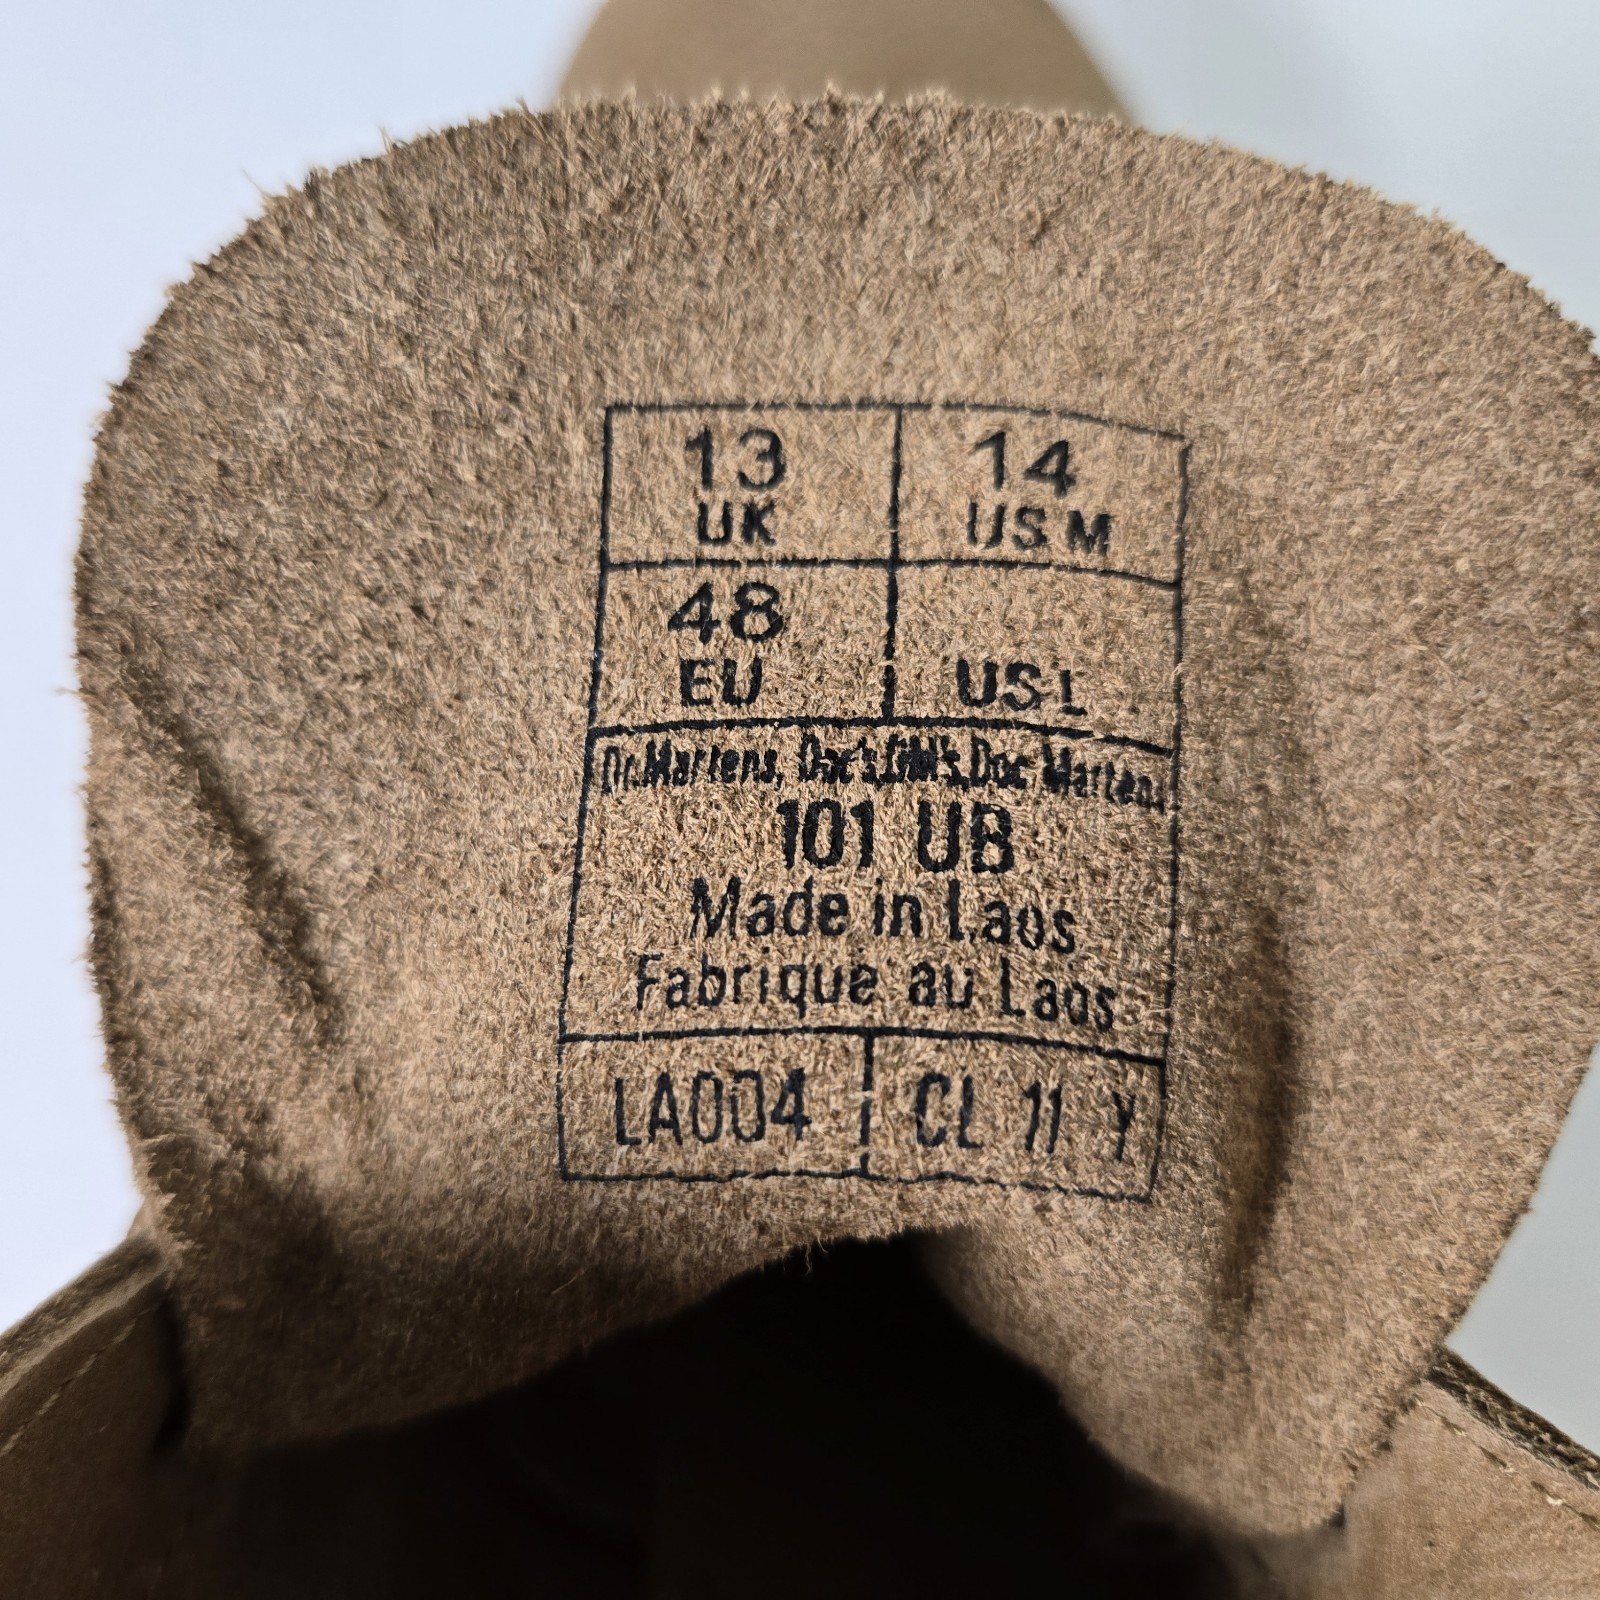 13 14
UK US M
48
EU US L
Dr.Martens, Doc's,DM's,Doc Marten.
101 UB
Made in Laos
Fabrique au Laos
LA004 CL 11 Y